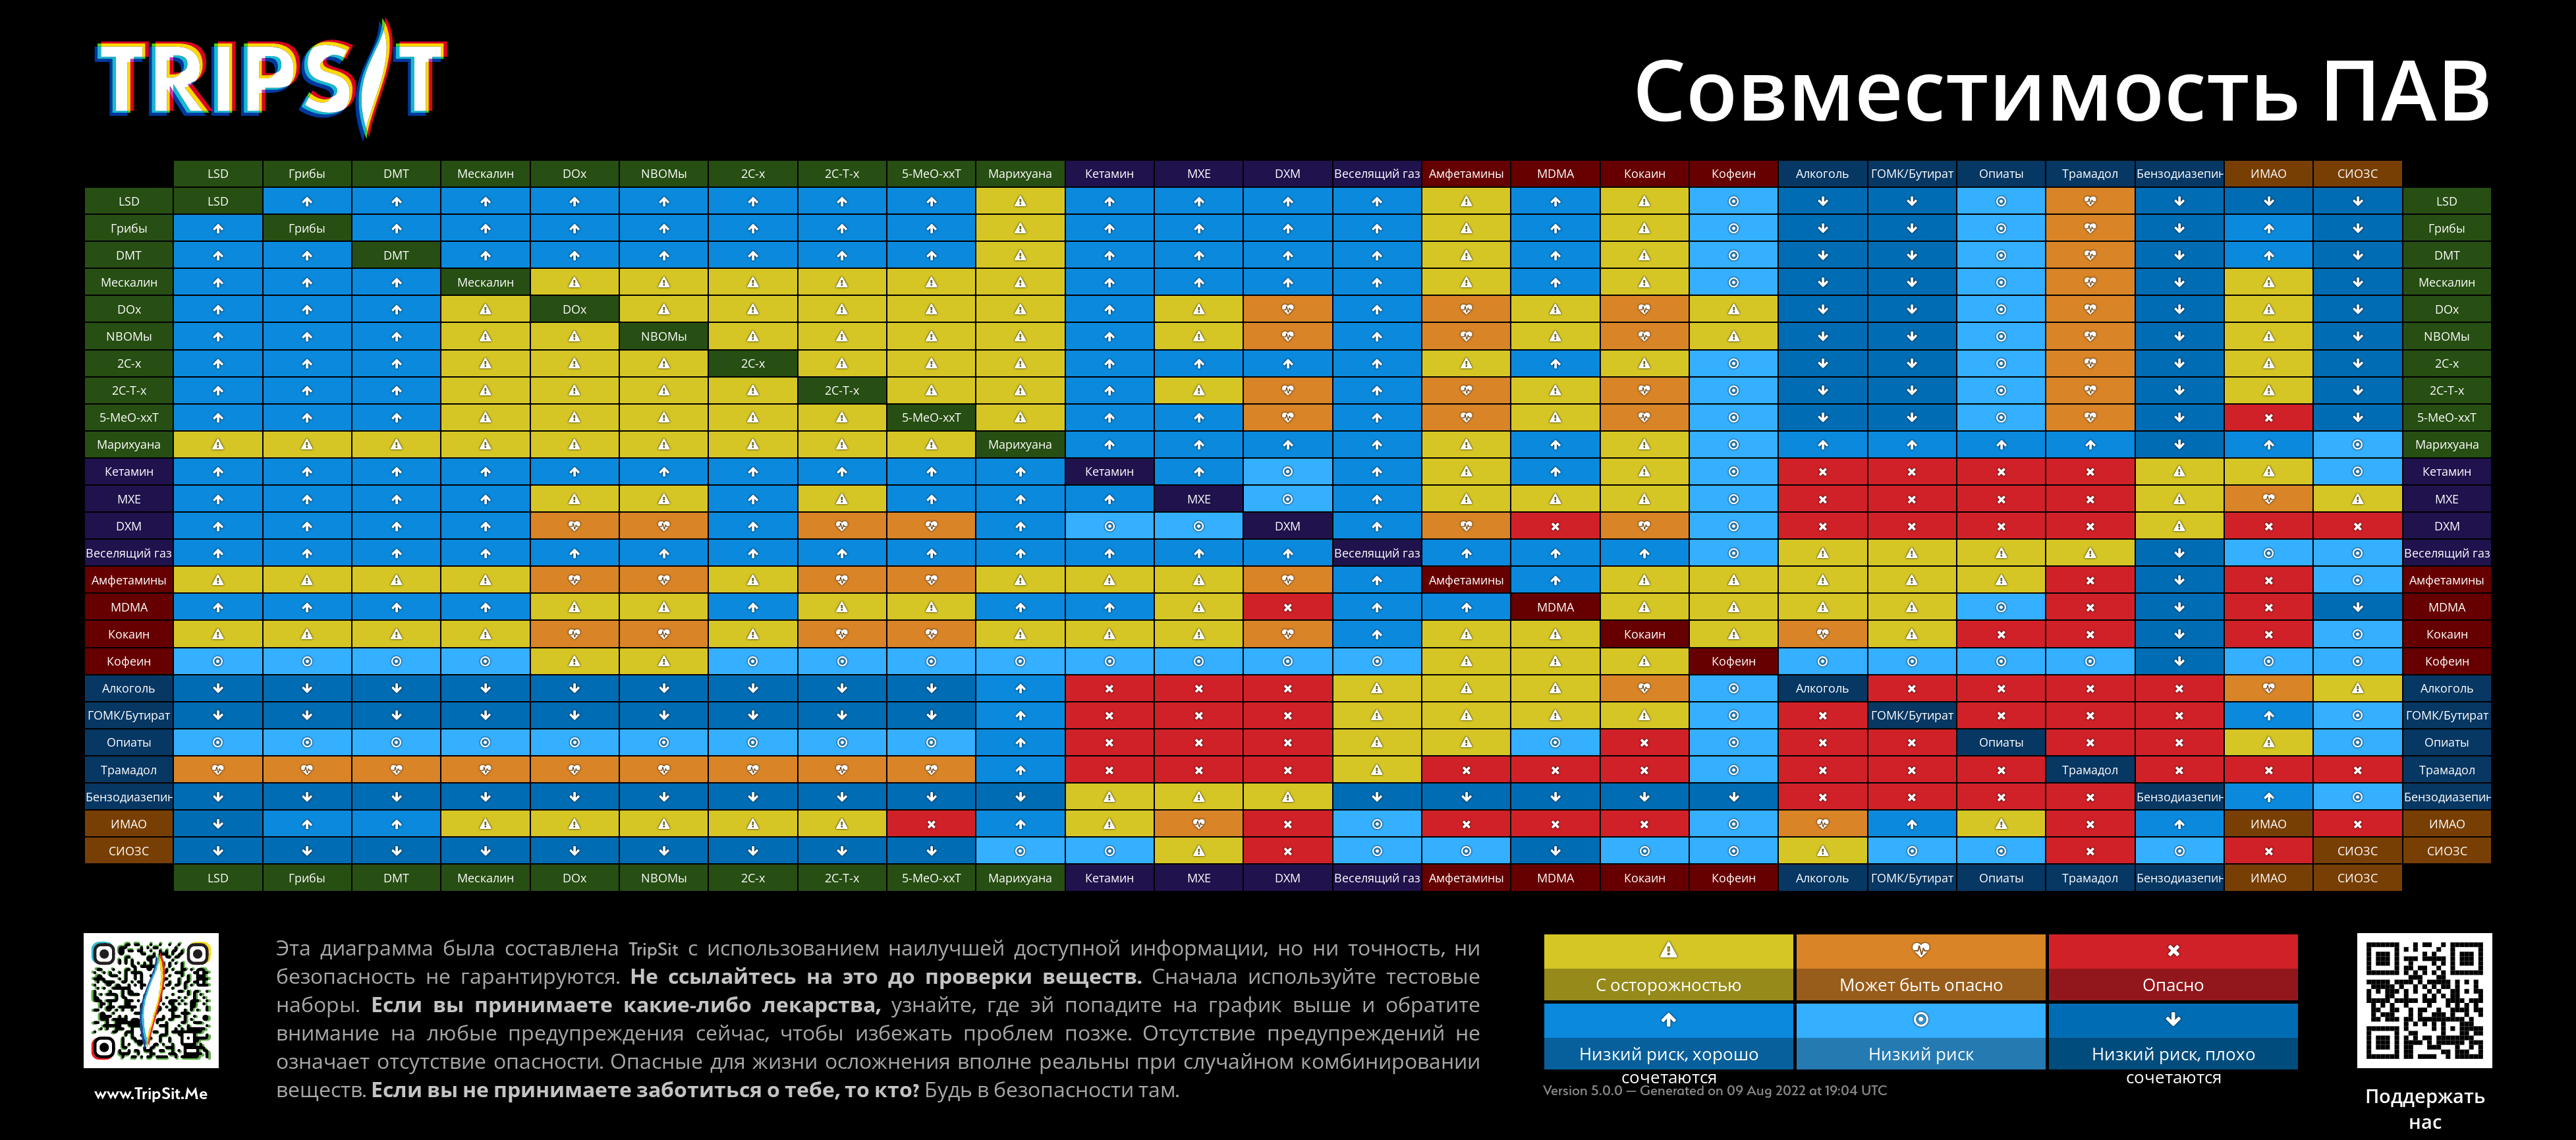 TRIPSIT
Совместимость ПАВ
LSD Грибы DMT Мескалин DOx NBOMы 2C-x 2C-T-x 5-MeO-xxT Марихуана Кетамин MXE DXM Веселящий газ Амфетамины MDMA Кокаин Кофеин Алкоголь ГОМК/Бутират Опиаты Трамадол Бензодиазепин ИМАО СИОЗС
LSD LSD LSD
Грибы Грибы Грибы
DMT DMT DMT
Мескалин Мескалин Мескалин
DOx DOx DOx
NBOMы NBOMы NBOMы
2C-x 2C-x 2C-x
2C-T-x 2C-T-x 2C-T-x
5-MeO-xxT 5-MeO-xxT 5-MeO-xxT
Марихуана Марихуана Марихуана
Кетамин Кетамин Кетамин
MXE MXE MXE
DXM DXM DXM
Веселящий газ Веселящий газ Веселящий газ
Амфетамины Амфетамины Амфетамины
MDMA MDMA MDMA
Кокаин Кокаин Кокаин
Кофеин Кофеин Кофеин
Алкоголь Алкоголь Алкоголь
ГОМК/Бутират ГОМК/Бутират ГОМК/Бутират
Опиаты Опиаты Опиаты
Трамадол Трамадол Трамадол
Бензодиазепин Бензодиазепин Бензодиазепин
ИМАО ИМАО ИМАО
СИОЗС СИОЗС СИОЗС
LSD Грибы DMT Мескалин DOx NBOMы 2C-x 2C-T-x 5-MeO-xxT Марихуана Кетамин MXE DXM Веселящий газ Амфетамины MDMA Кокаин Кофеин Алкоголь ГОМК/Бутират Опиаты Трамадол Бензодиазепин ИМАО СИОЗС
www.TripSit.Me
Эта диаграмма была составлена TripSit с использованием наилучшей доступной информации, но ни точность, ни
безопасность не гарантируются. Не ссылайтесь на это до проверки веществ. Сначала используйте тестовые
наборы. Если вы принимаете какие-либо лекарства, узнайте, где эй попадите на график выше и обратите
внимание на любые предупреждения сейчас, чтобы избежать проблем позже. Отсутствие предупреждений не
означает отсутствие опасности. Опасные для жизни осложнения вполне реальны при случайном комбинировании
веществ. Если вы не принимаете заботиться о тебе, то кто? Будь в безопасности там.
С осторожностью
Может быть опасно
Опасно
Низкий риск, хорошо
сочетаются
Низкий риск
Низкий риск, плохо
сочетаются
Version 5.0.0 — Generated on 09 Aug 2022 at 19:04 UTC
Поддержать
нас